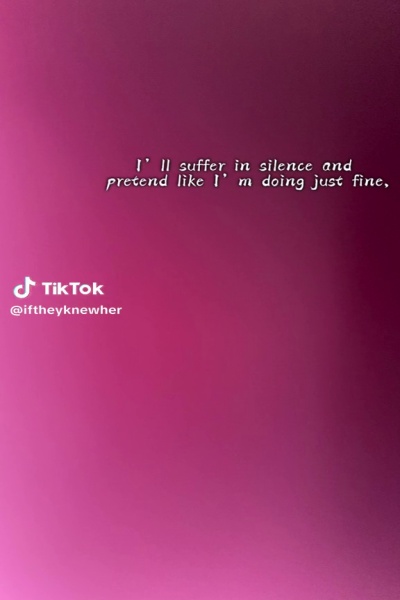 I'll suffer in silence and
pretend like I'm doing just fine,
TikTok
@iftheyknewher